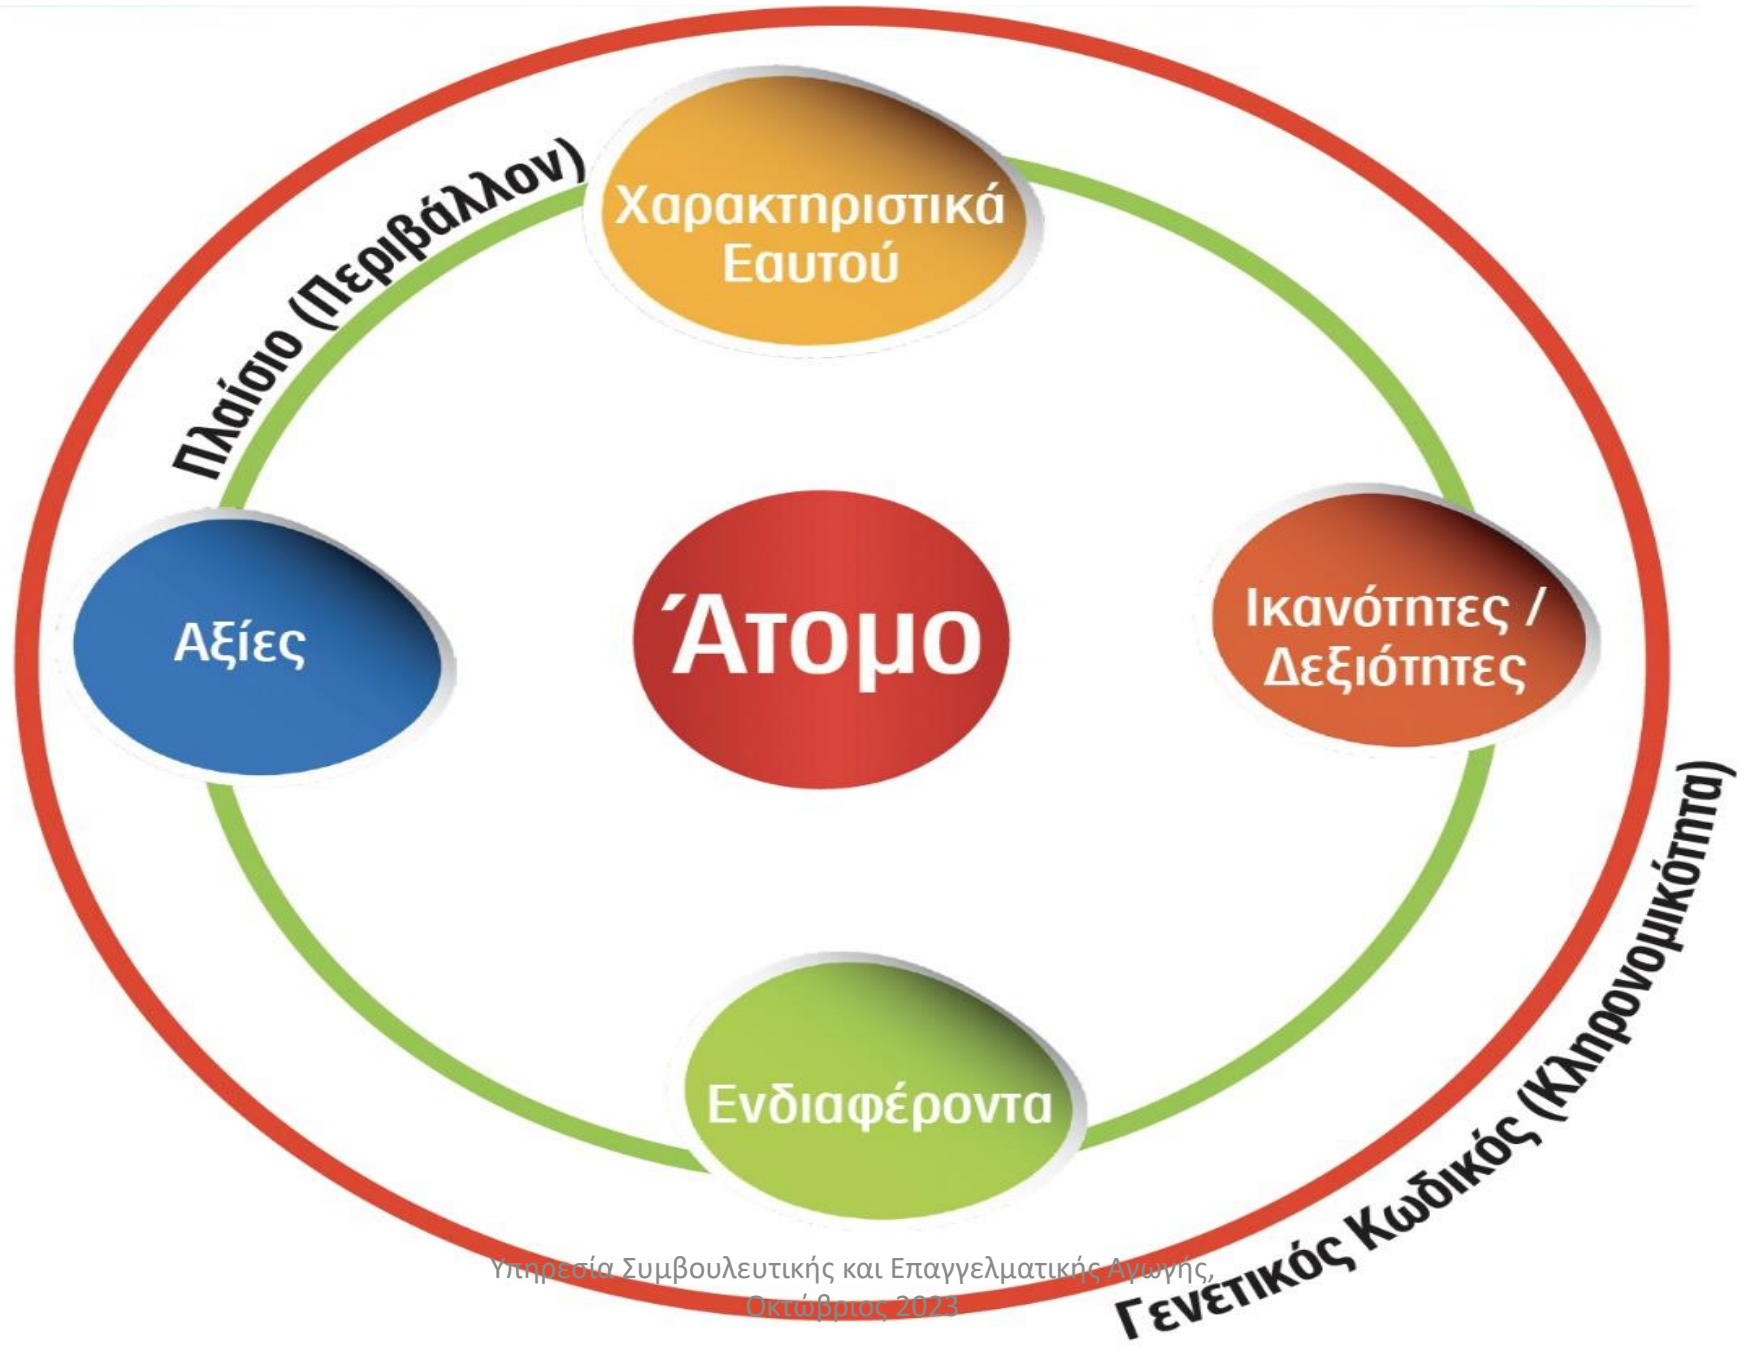 Πλαίσιο (Περιβάλλον)
Χαρακτηριστικά
Εαυτού
Αξίες
Άτομο
Ικανότητες /
Δεξιότητες
Ενδιαφέροντα
Γενετικός Κωδικός (Κληρονομικότητα)
Υπηρεσία Συμβουλευτικής και Επαγγελματικής Αγωγής,
Οκτώβριος 2023